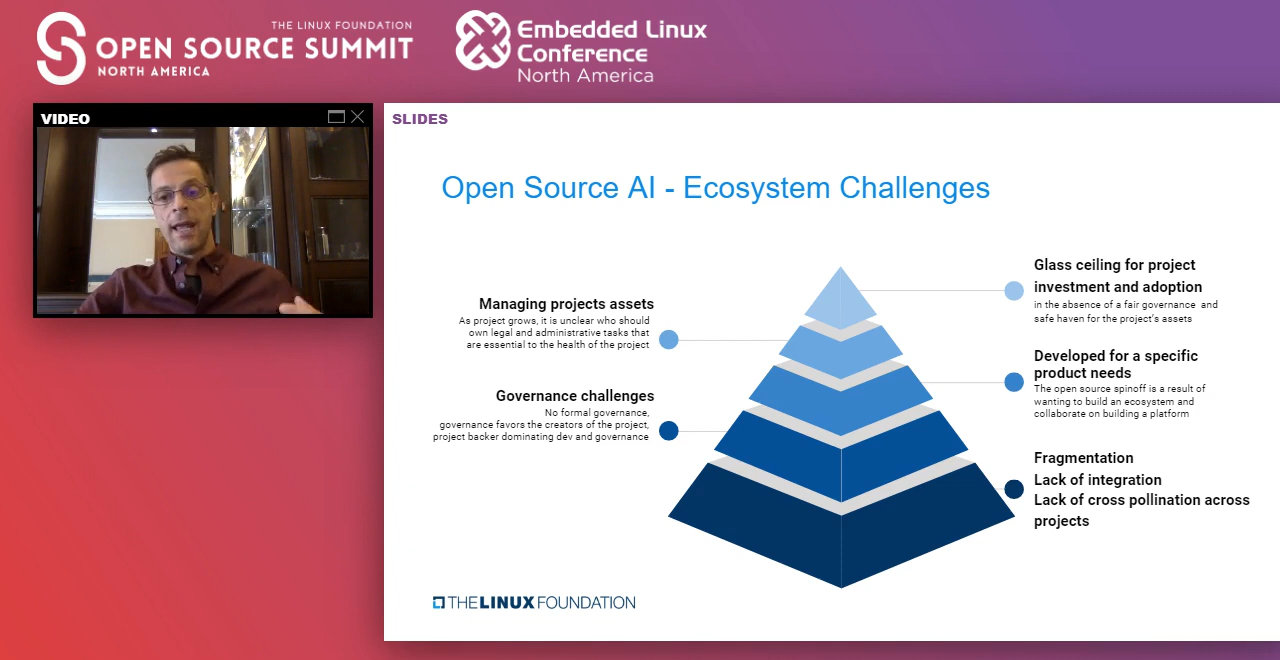 THE LINUX FOUNDATION
OPEN SOURCE SUMMIT
NORTH AMERICA
Embedded Linux
Conference
North America
VIDEO
SLIDES
Open Source AI - Ecosystem Challenges
Managing projects assets
As project grows, it is unclear who should
own legal and administrative tasks that
are essential to the health of the project
Governance challenges
No formal governance,
governance favors the creators of the project,
project backer dominating dev and governance
Glass ceiling for project
investment and adoption
in the absence of a fair governance and
safe haven for the project's assets
Developed for a specific
product needs
The open source spinoff is a result of
wanting to build an ecosystem and
collaborate on building a platform
Fragmentation
Lack of integration
Lack of cross pollination across
projects
THE LINUX FOUNDATION